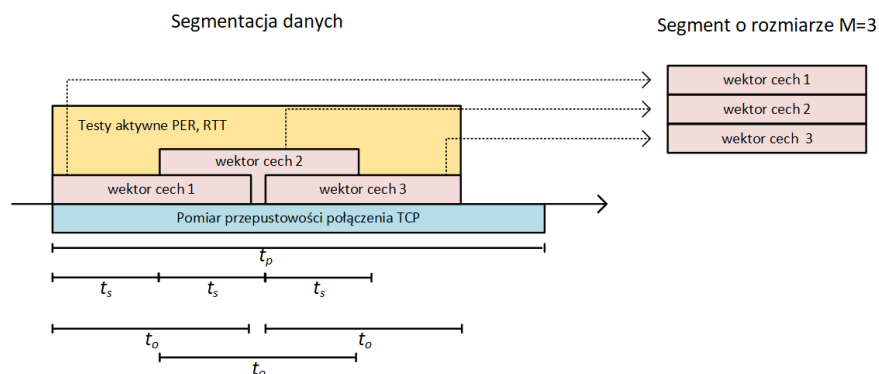 Segmentacja danych
Segment o rozmiarze M=3
wektor cech 1
wektor cech 2
wektor cech 3
Testy aktywne PER, RTT
wektor cech 2
wektor cech 1
wektor cech 3
Pomiar przepustowości połączenia TCP
tp
ts
ts
ts
to
to
to